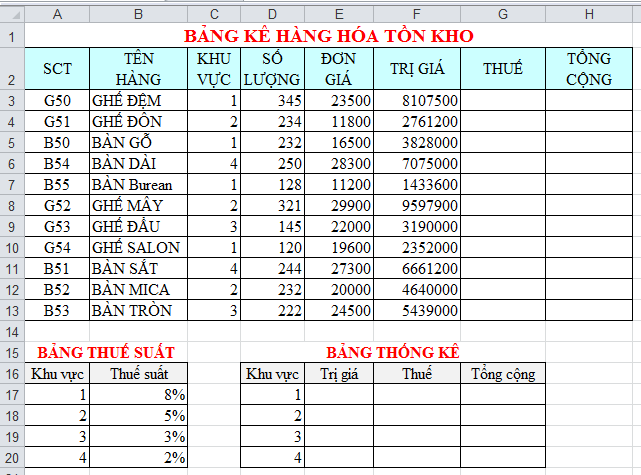 A B C D E F G H
1 BẢNG KÊ HÀNG HÓA TỒN KHO
2 SCT TÊN HÀNG KHU VỰC SỐ LƯỢNG ĐƠN GIÁ TRỊ GIÁ THUẾ TỔNG CỘNG
3 G50 GHẾ ĐỆM 1 345 23500 8107500
4 G51 GHẾ ĐÔN 2 234 11800 2761200
5 B50 BÀN GỖ 1 232 16500 3828000
6 B54 BÀN DÀI 4 250 28300 7075000
7 B55 BÀN Burean 1 128 11200 1433600
8 G52 GHẾ MÂY 2 321 29900 9597900
9 G53 GHẾ ĐẨU 3 145 22000 3190000
10 G54 GHẾ SALON 1 120 19600 2352000
11 B51 BÀN SẮT 4 244 27300 6661200
12 B52 BÀN MICA 2 232 20000 4640000
13 B53 BÀN TRÒN 3 222 24500 5439000
14
15 BẢNG THUẾ SUẤT BẢNG THỐNG KÊ
16 Khu vực Thuế suất Khu vực Trị giá Thuế Tổng cộng
17 1 8% 1
18 2 5% 2
19 3 3% 3
20 4 2% 4